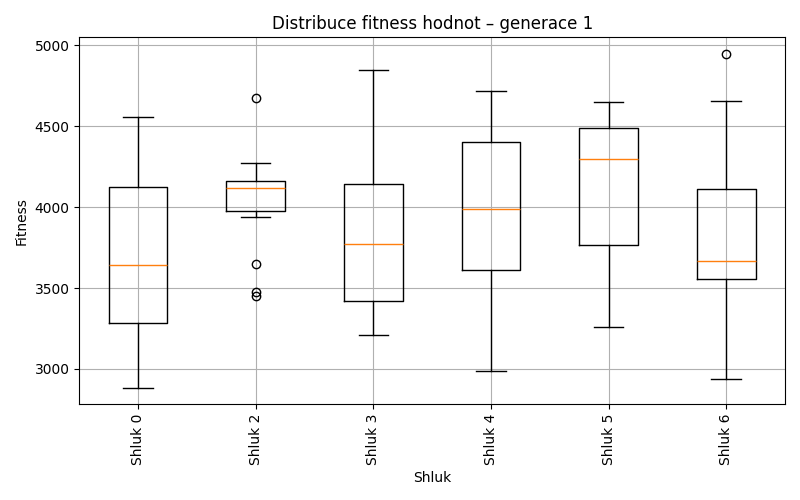 Distribuce fitness hodnot – generace 1
5000
4500
4000
3500
3000
Fitness
Shluk 0
Shluk 2
Shluk 3
Shluk 4
Shluk 5
Shluk 6
Shluk